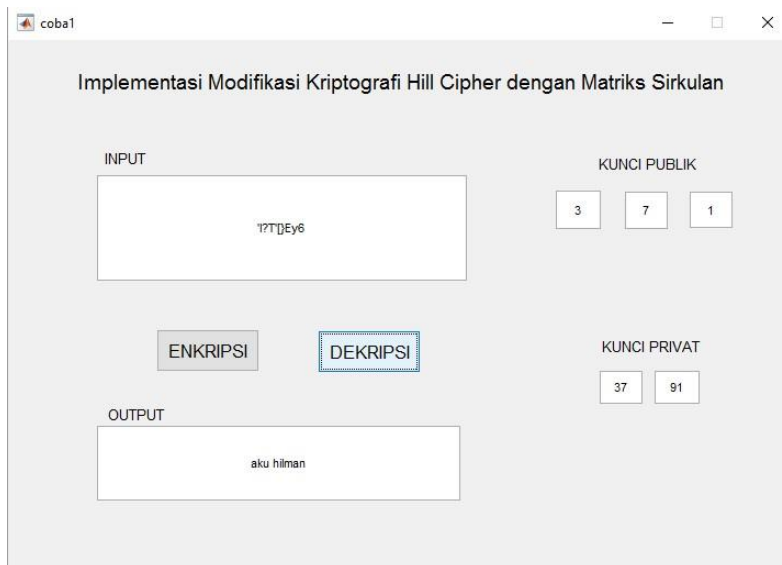 coba1
Implementasi Modifikasi Kriptografi Hill Cipher dengan Matriks Sirkulan
INPUT
KUNCI PUBLIK
3 7 1
ENKRIPSI DEKRIPSI
KUNCI PRIVAT
37 91
OUTPUT
aku hilman